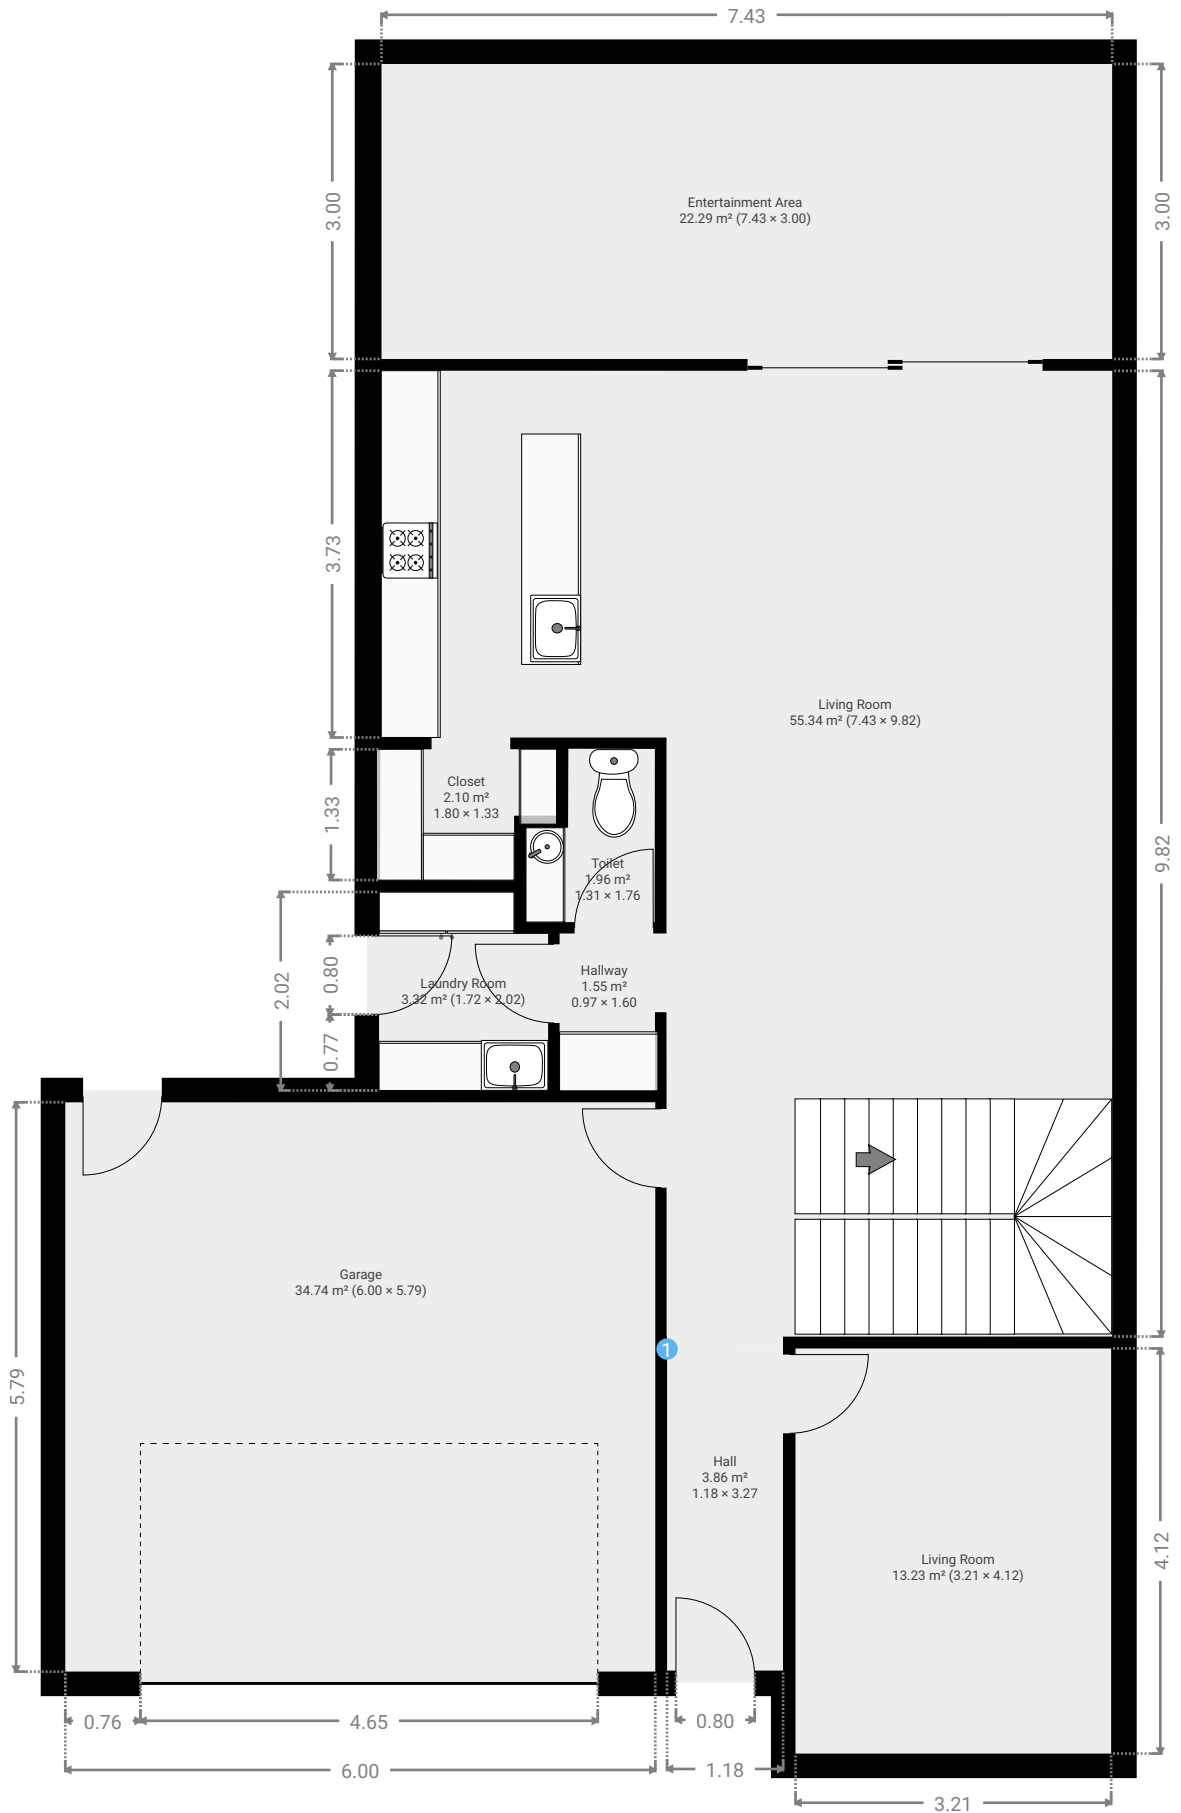 7.43
3.00
3.00
Entertainment Area
22.29 m² (7.43 × 3.00)
3.73
Living Room
55.34 m² (7.43 × 9.82)
9.82
1.33
Closet
2.10 m²
1.80 × 1.33
Toilet
1.96 m²
1.31 × 1.76
2.02
0.80
0.77
Laundry Room
3.32 m² (1.72 × 2.02)
Hallway
1.55 m²
0.97 × 1.60
Garage
34.74 m² (6.00 × 5.79)
5.79
1
Hall
3.86 m²
1.18 × 3.27
Living Room
13.23 m² (3.21 × 4.12)
4.12
0.76
4.65
0.80
6.00
1.18
3.21